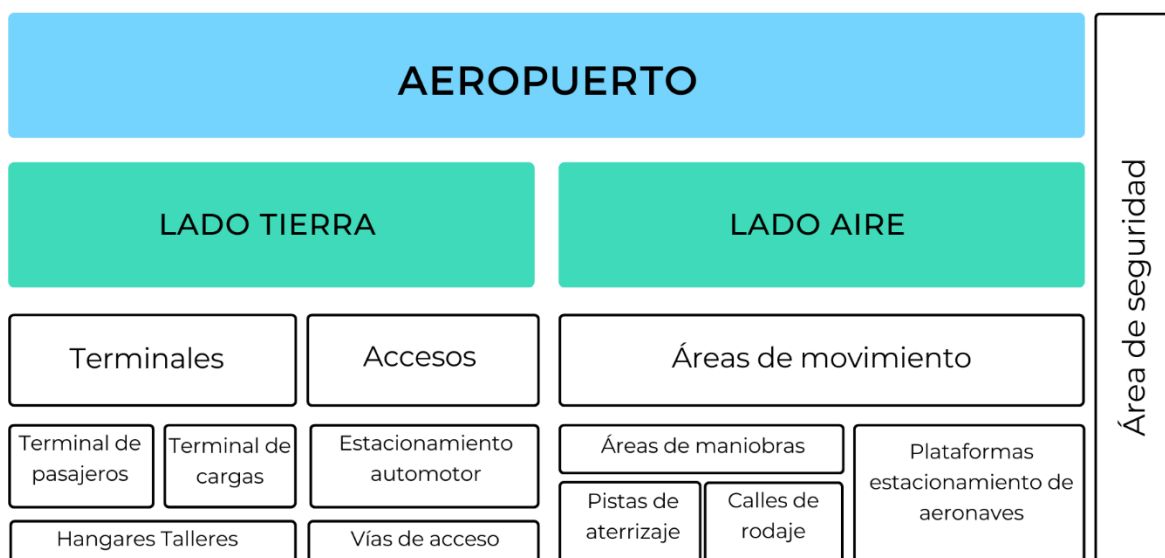 AEROPUERTO
LADO TIERRA
LADO AIRE
Área de seguridad
Terminales
Accesos
Áreas de movimiento
Terminal de
pasajeros
Terminal de
cargas
Estacionamiento
automotor
Áreas de maniobras
Plataformas
estacionamiento de
aeronaves
Pistas de
aterrizaje
Calles de
rodaje
Hangares Talleres
Vías de acceso